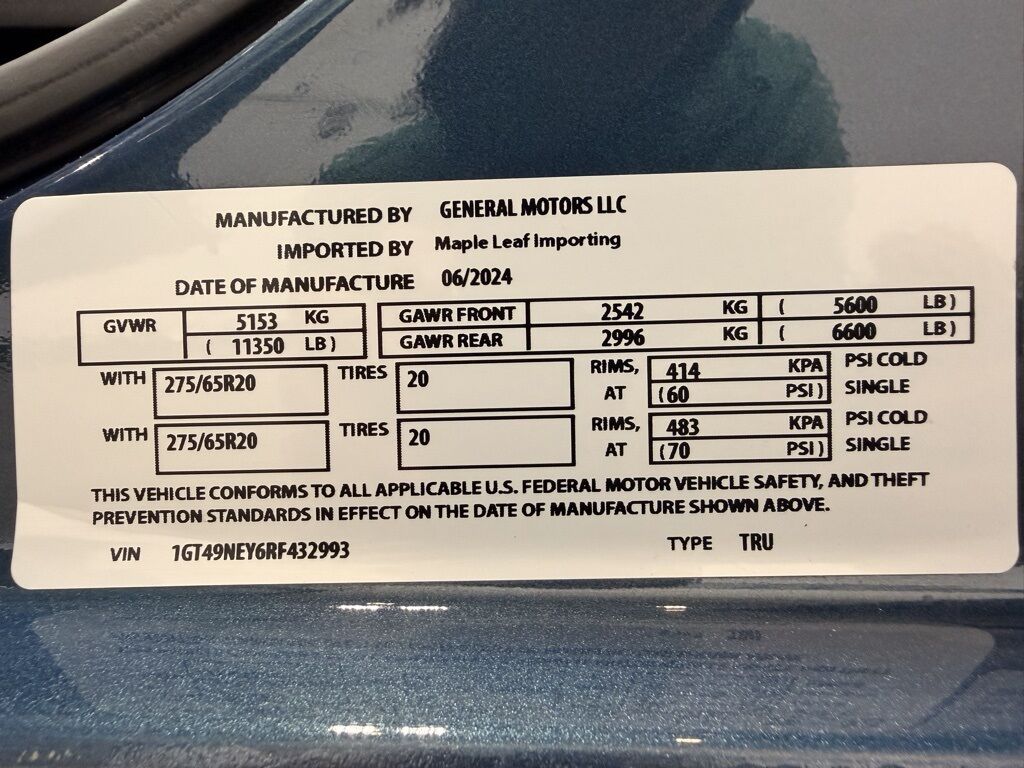 MANUFACTURED BY GENERAL MOTORS LLC
IMPORTED BY Maple Leaf Importing
DATE OF MANUFACTURE 06/2024
GVWR 5153 KG GAWR FRONT 2542 KG ( 5600 LB )
( 11350 LB ) GAWR REAR 2996 KG ( 6600 LB )
WITH 275/65R20 TIRES 20 RIMS, 414 KPA PSI COLD
AT (60 PSI) SINGLE
WITH 275/65R20 TIRES 20 RIMS, 483 KPA PSI COLD
AT (70 PSI) SINGLE
THIS VEHICLE CONFORMS TO ALL APPLICABLE U.S. FEDERAL MOTOR VEHICLE SAFETY, AND THEFT
PREVENTION STANDARDS IN EFFECT ON THE DATE OF MANUFACTURE SHOWN ABOVE.
VIN 1GT49NEY6RF432993 TYPE TRU